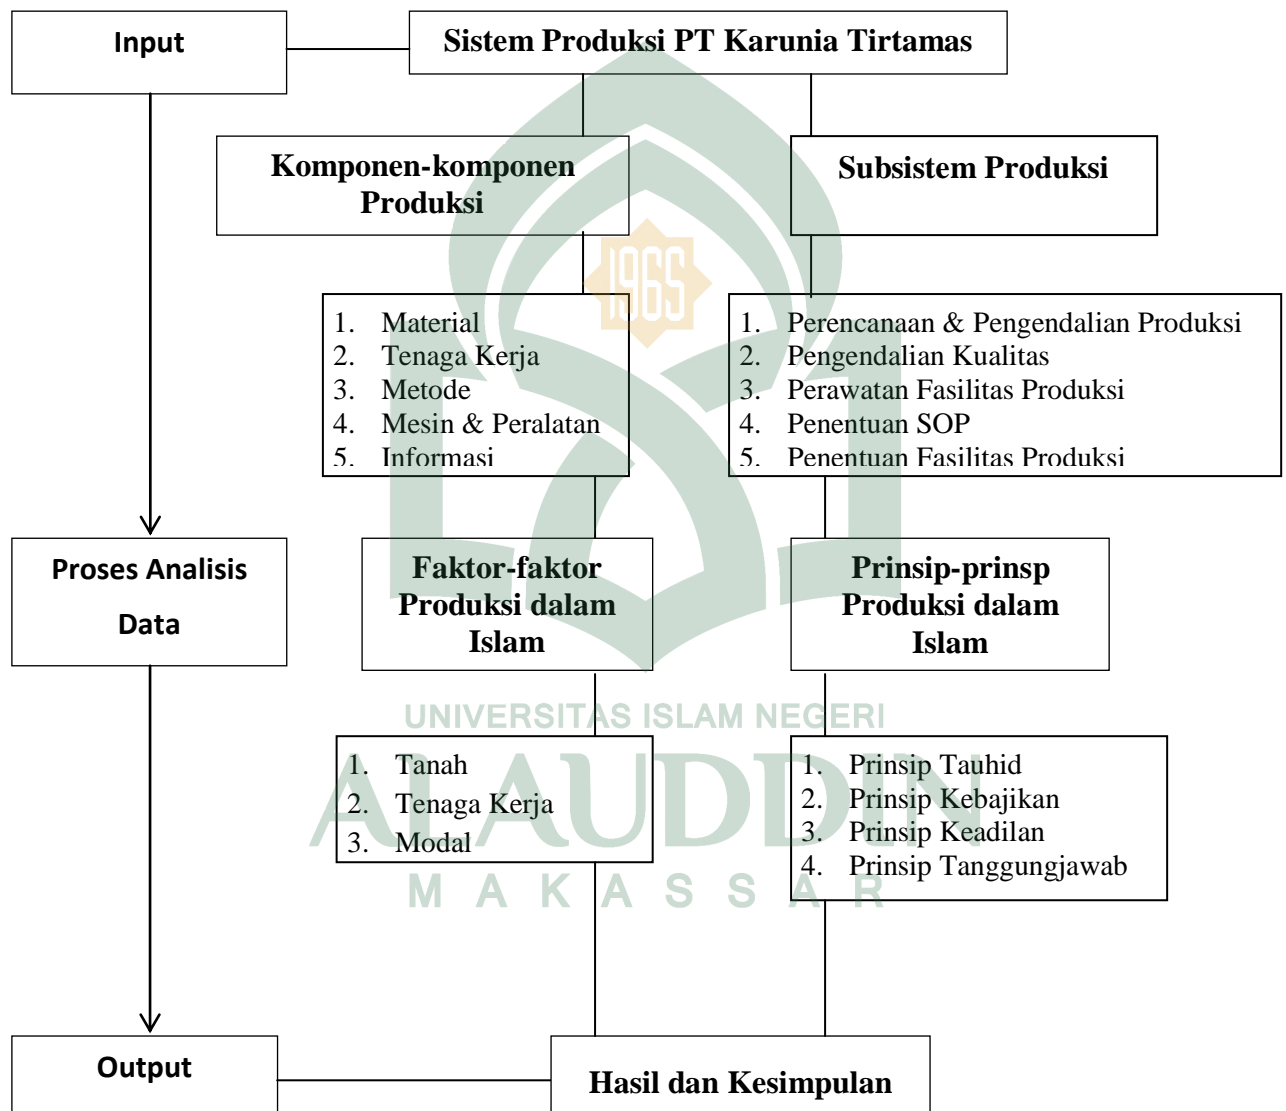 Input
Sistem Produksi PT Karunia Tirtamas
Komponen-komponen
Produksi
Subsistem Produksi
1965
1. Material
2. Tenaga Kerja
3. Metode
4. Mesin & Peralatan
5. Informasi
1. Perencanaan & Pengendalian Produksi
2. Pengendalian Kualitas
3. Perawatan Fasilitas Produksi
4. Penentuan SOP
5. Penentuan Fasilitas Produksi
Proses Analisis
Data
Faktor-faktor
Produksi dalam
Islam
Prinsip-prinsp
Produksi dalam
Islam
UNIVERSITAS ISLAM NEGERI
ALAUDDIN
MAKASSAR
1. Tanah
2. Tenaga Kerja
3. Modal
1. Prinsip Tauhid
2. Prinsip Kebajikan
3. Prinsip Keadilan
4. Prinsip Tanggungjawab
Output
Hasil dan Kesimpulan